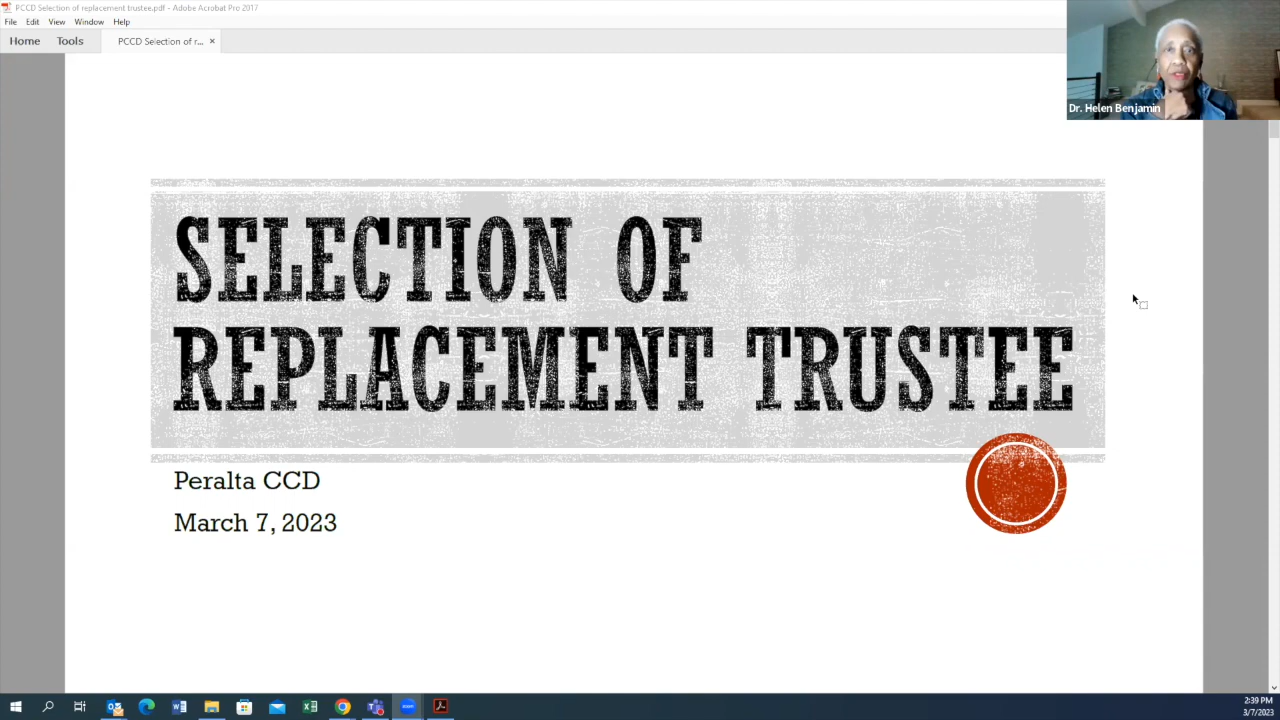 PCCD Selection of replacement trustee.pdf - Adobe Acrobat Pro 2017
File Edit View Window Help
Home Tools PCCD Selection of r... ×
Dr. Helen Benjamin
SELECTION OF
REPLACEMENT TRUSTEE
Peralta CCD
March 7, 2023
zoom
2:39 PM
3/7/2023